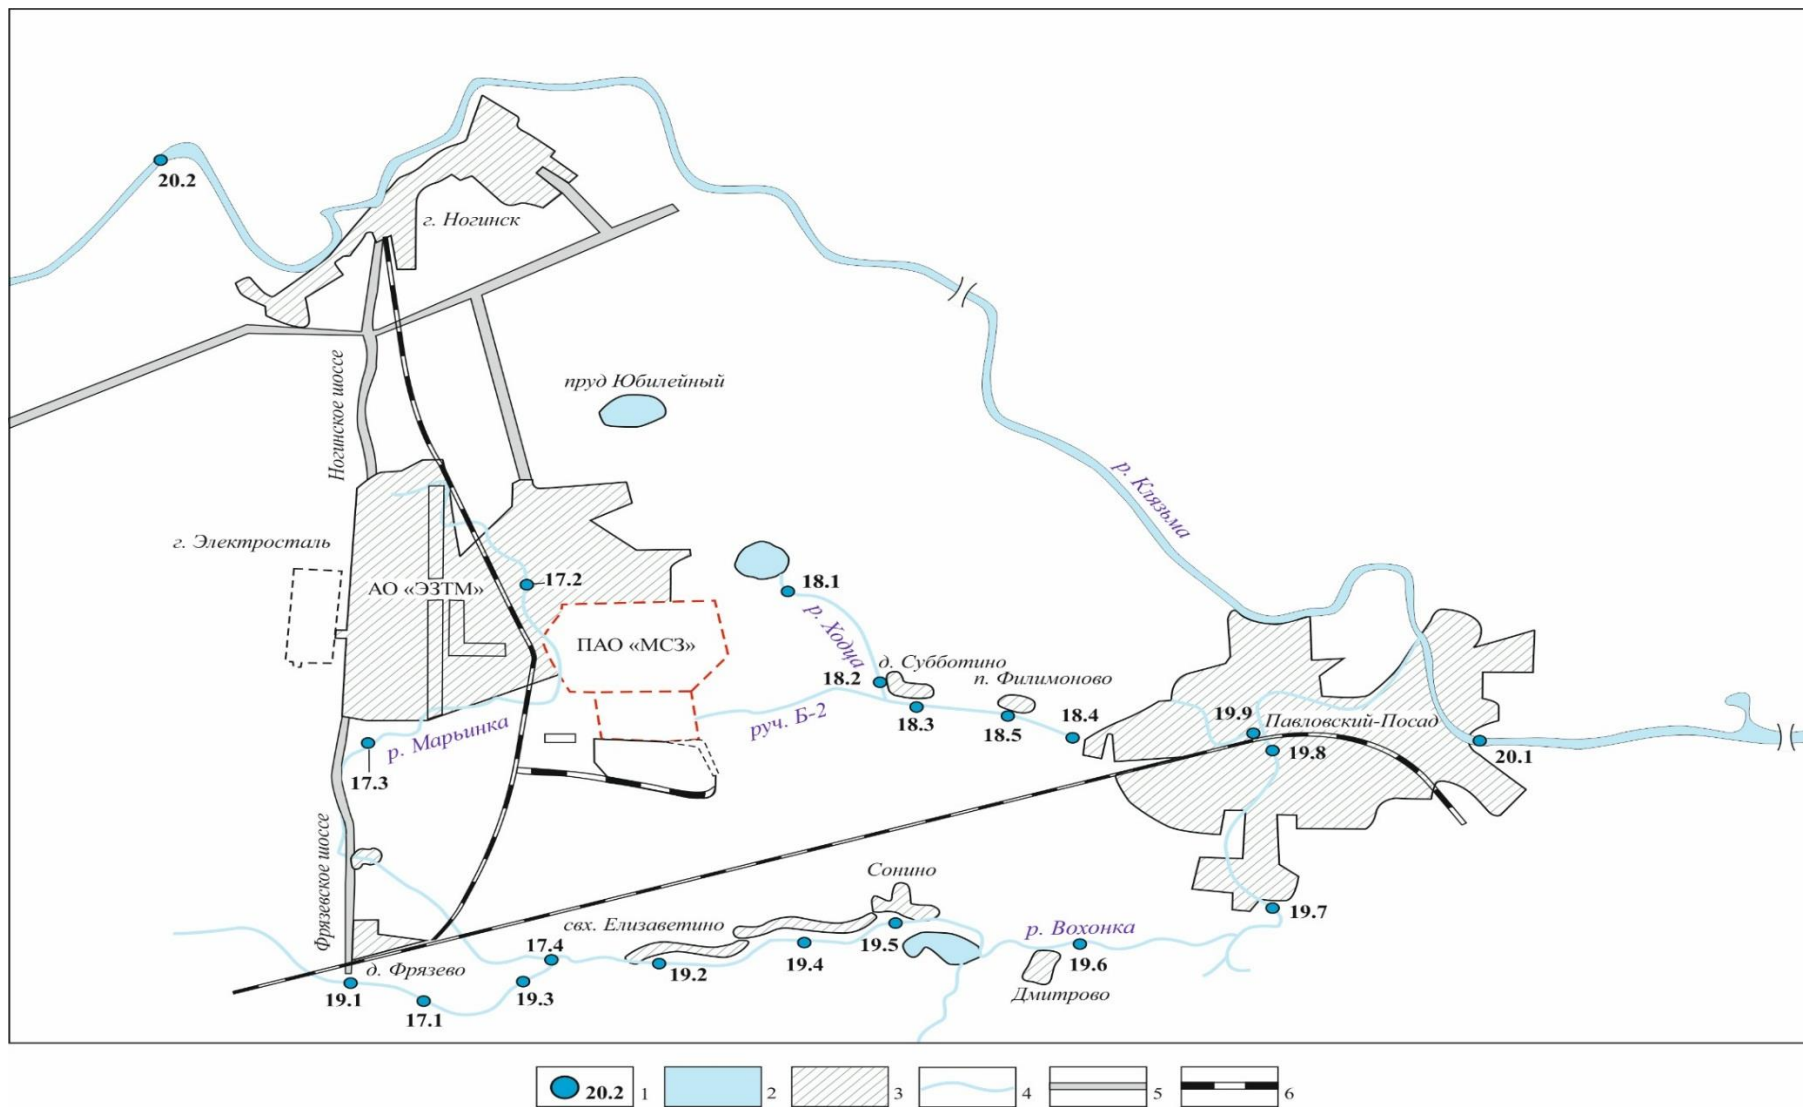 20.2
г. Ногинск
Ногинское шоссе
пруд Юбилейный
р. Клязьма
г. Электросталь
АО «ЭЗТМ»
17.2
18.1
ПАО «МСЗ»
р. Ходца
д. Субботино
18.2
п. Филимоново
18.3
18.5
18.4
руч. Б-2
19.9
Павловский-Посад
19.8
20.1
р. Марьинка
17.3
Фрязевское шоссе
Сонино
19.7
свх. Елизаветино
19.5
р. Вохонка
17.4
19.2
19.4
19.6
д. Фрязево
19.3
19.1
17.1
Дмитрово
20.2 1 2 3 4 5 6